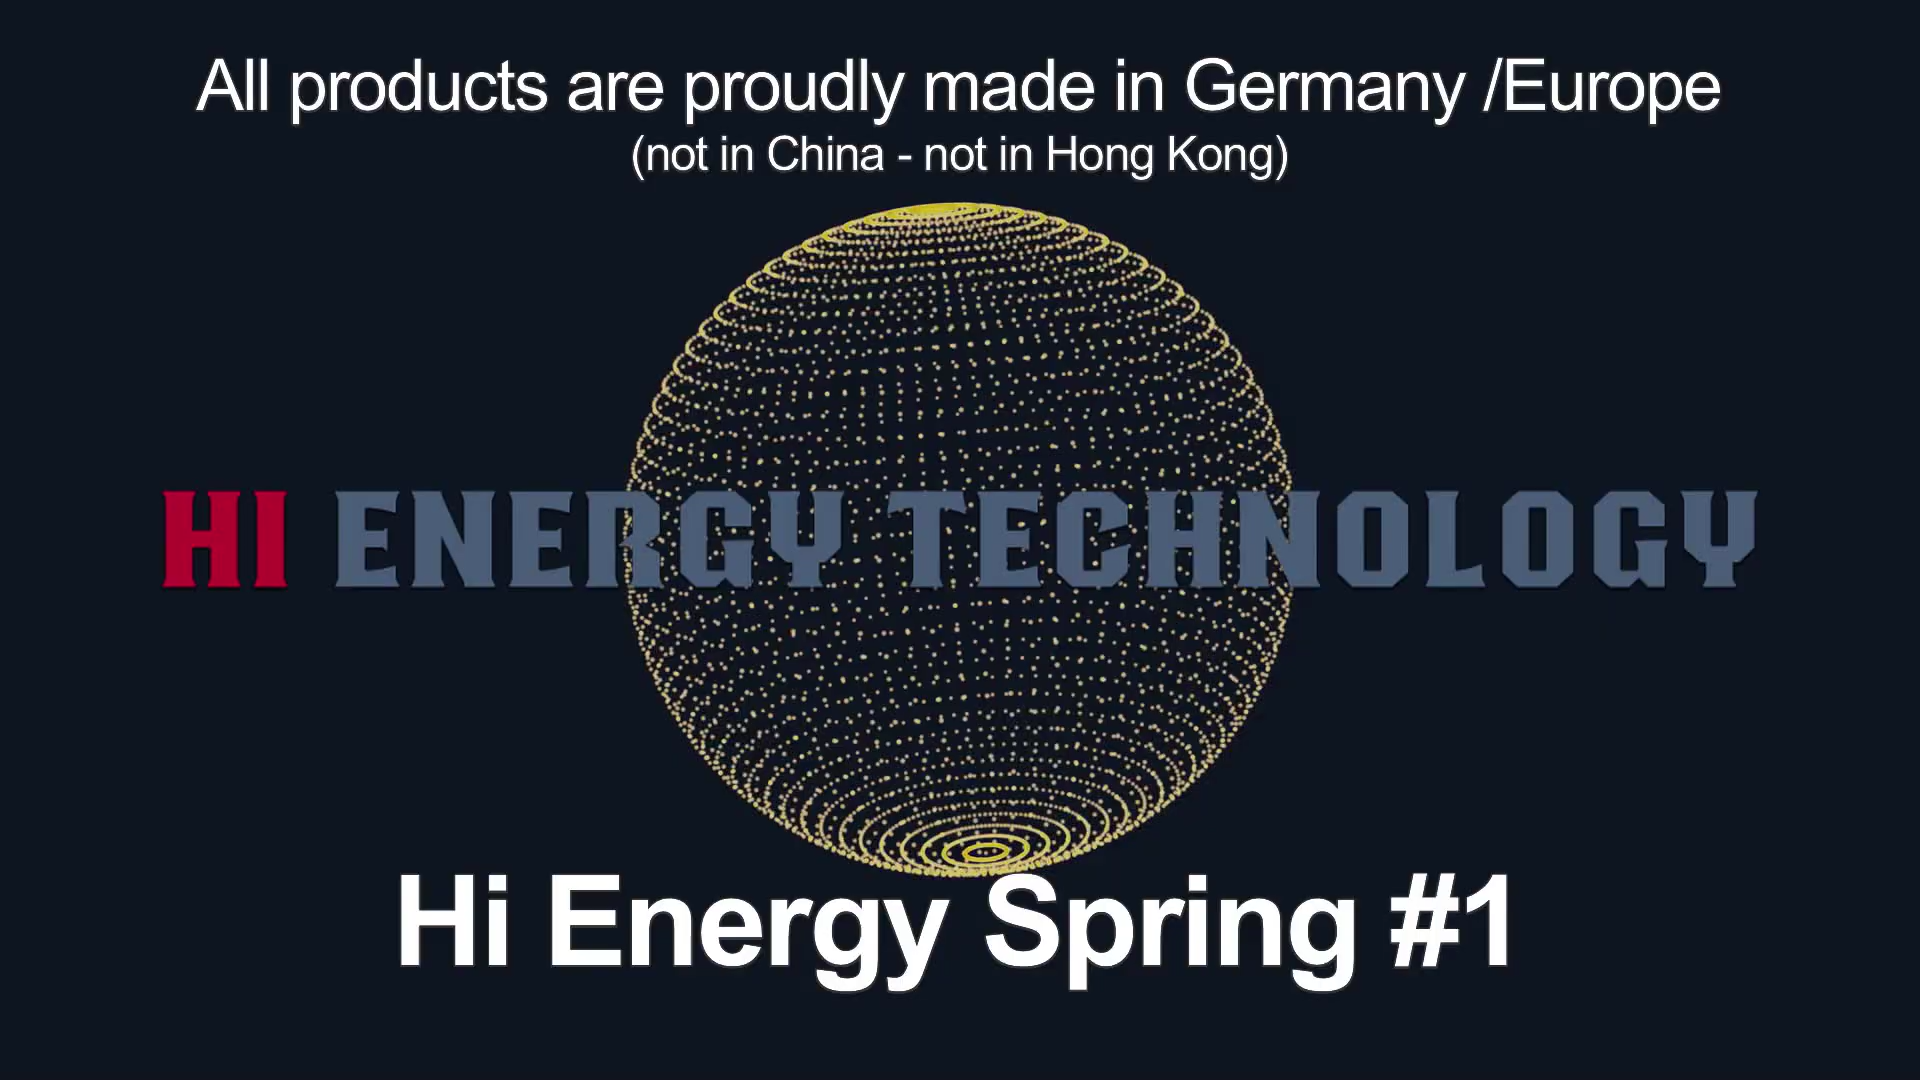 All products are proudly made in Germany /Europe
(not in China - not in Hong Kong)
HI ENERGY TECHNOLOGY
Hi Energy Spring #1